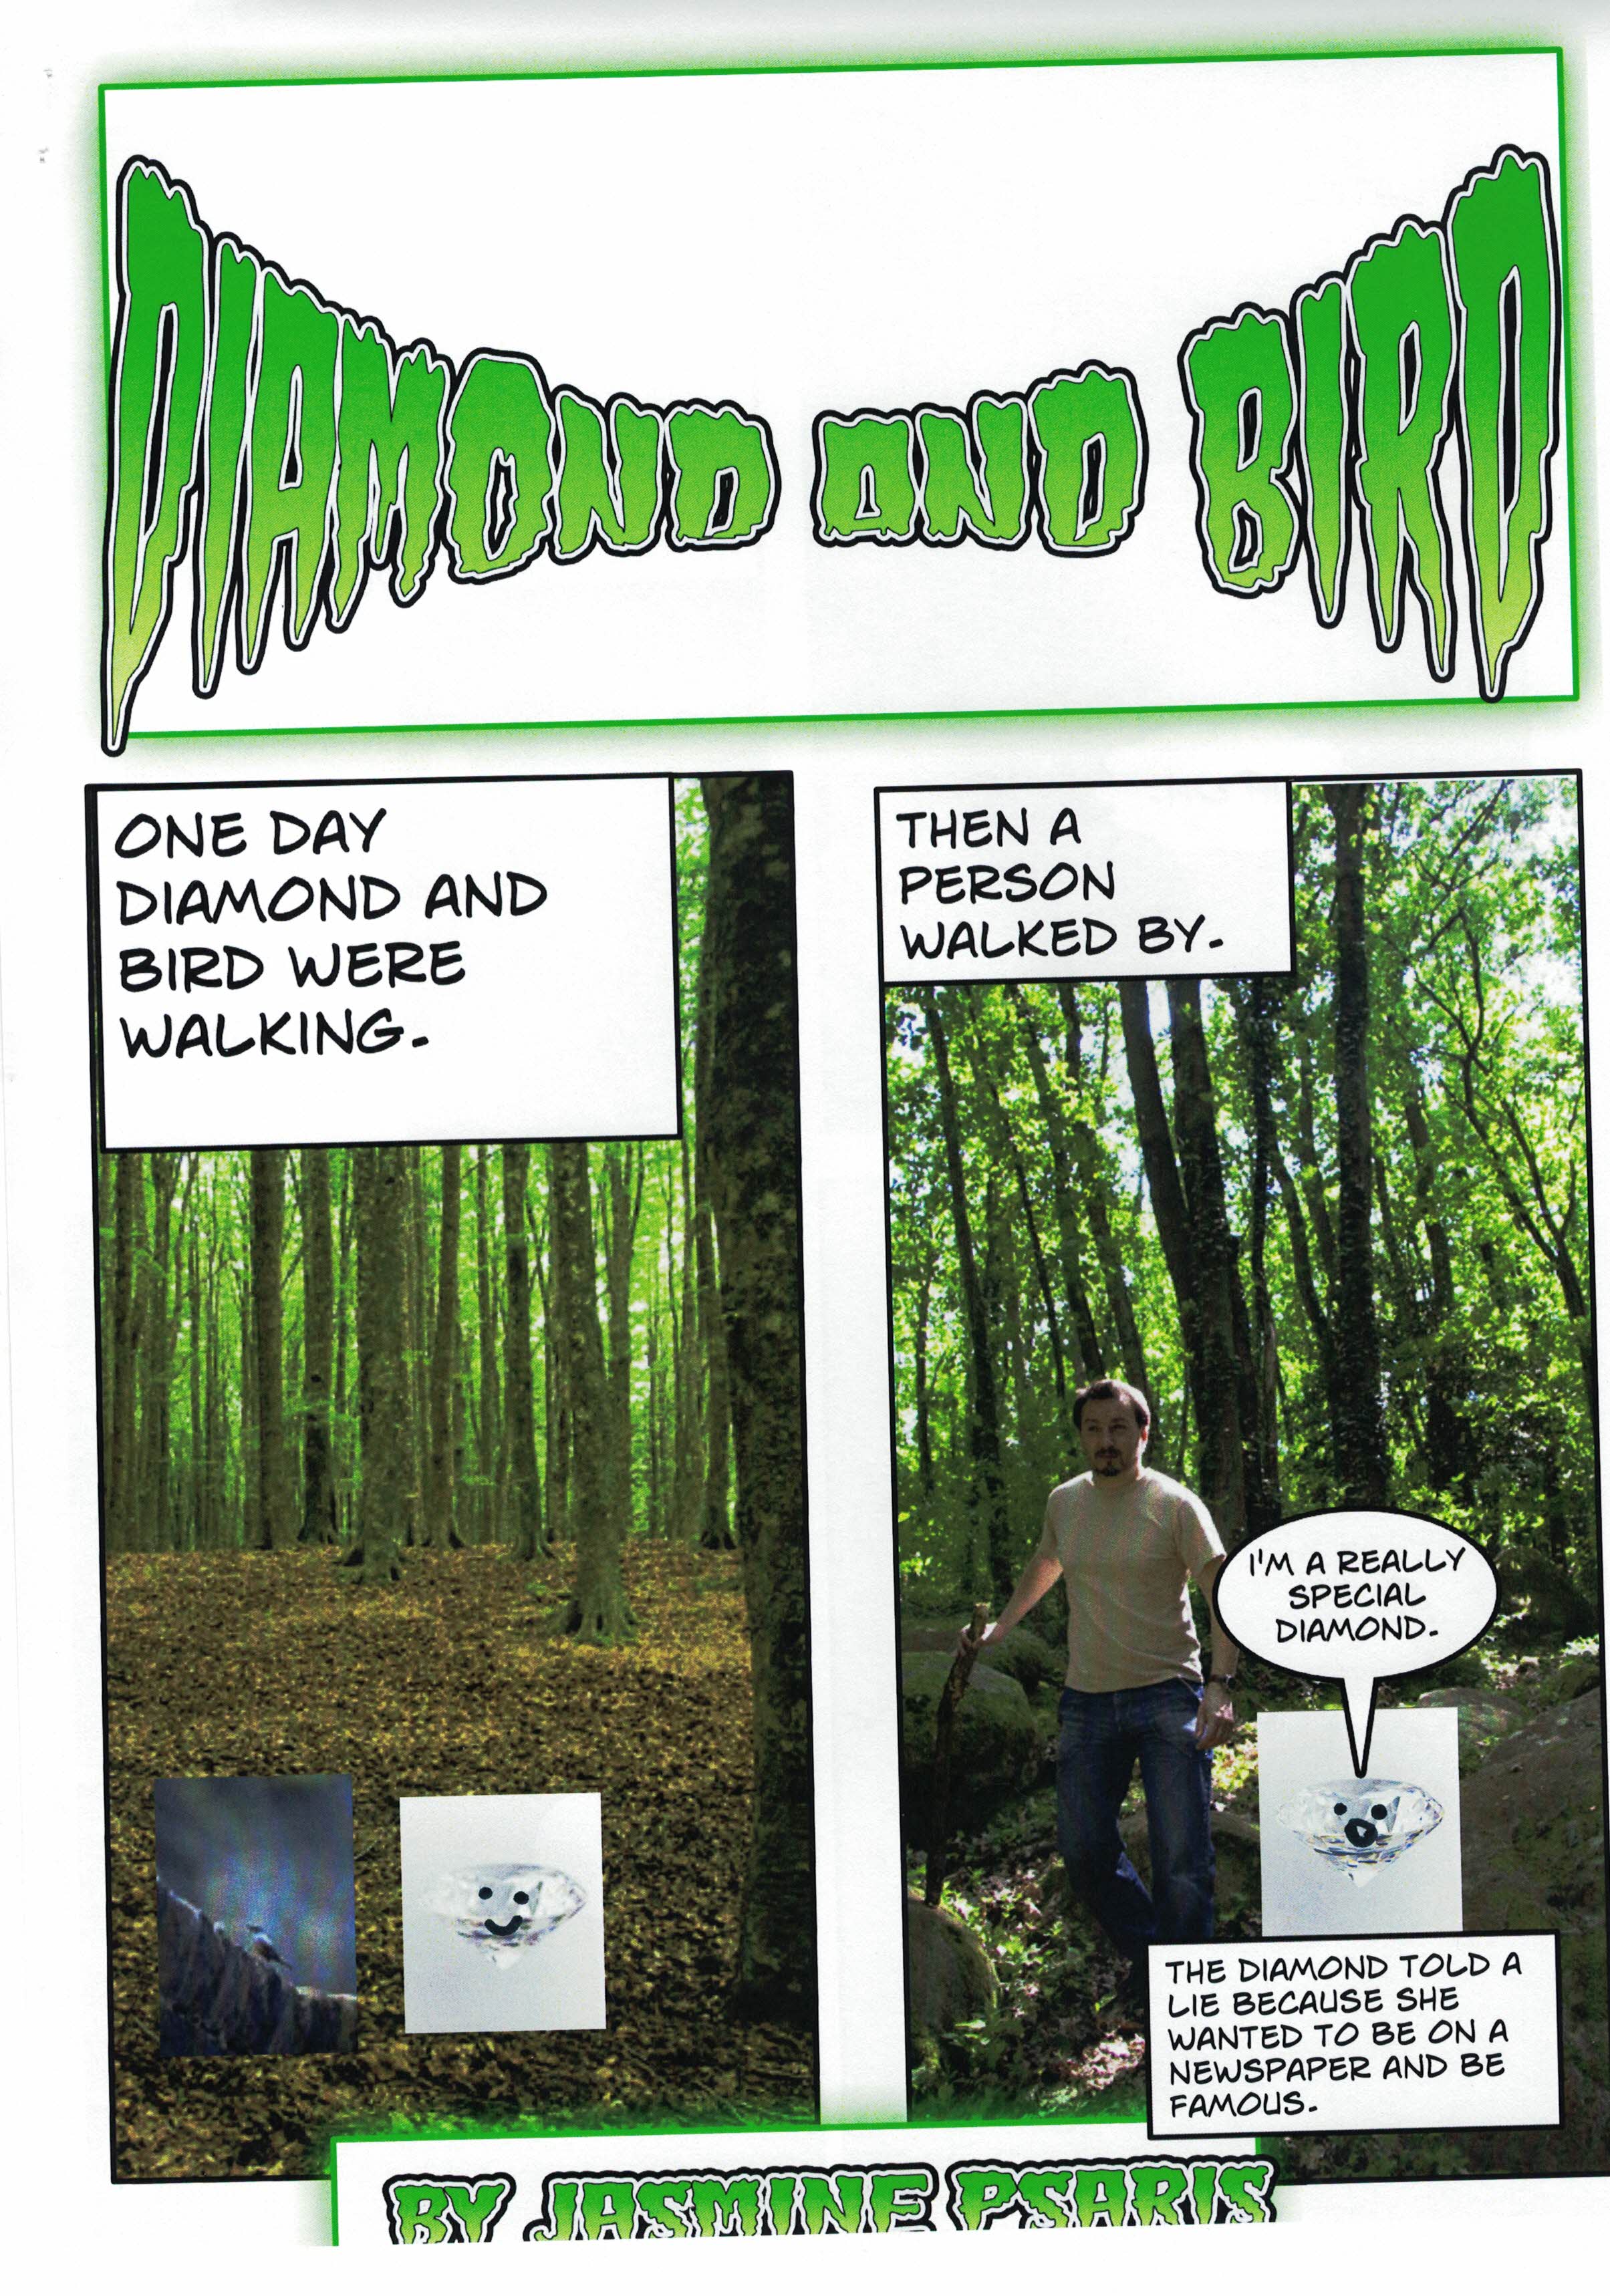 DIAMOND AND BIRD
ONE DAY
DIAMOND AND
BIRD WERE
WALKING.
THEN A
PERSON
WALKED BY.
I'M A REALLY
SPECIAL
DIAMOND.
THE DIAMOND TOLD A
LIE BECAUSE SHE
WANTED TO BE ON A
NEWSPAPER AND BE
FAMOUS.
BY JASMINE PSARIS